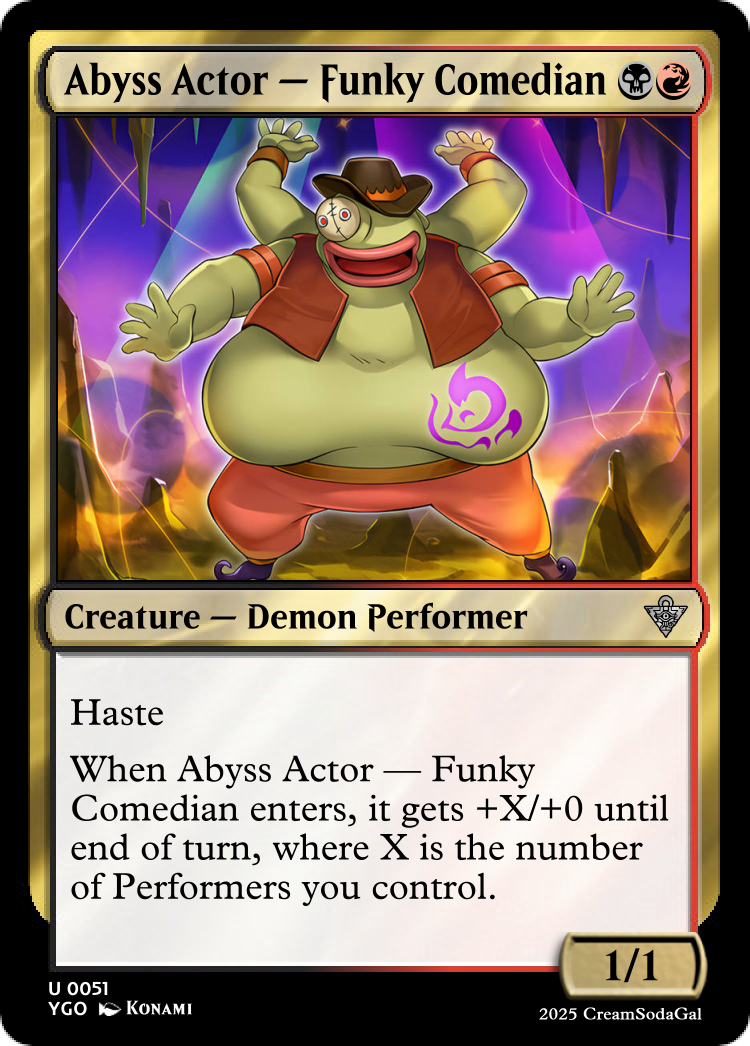 Abyss Actor — Funky Comedian
Creature — Demon Performer
Haste
When Abyss Actor — Funky
Comedian enters, it gets +X/+0 until
end of turn, where X is the number
of Performers you control.
1/1
U 0051
YGO KONAMI
2025 CreamSodaGal